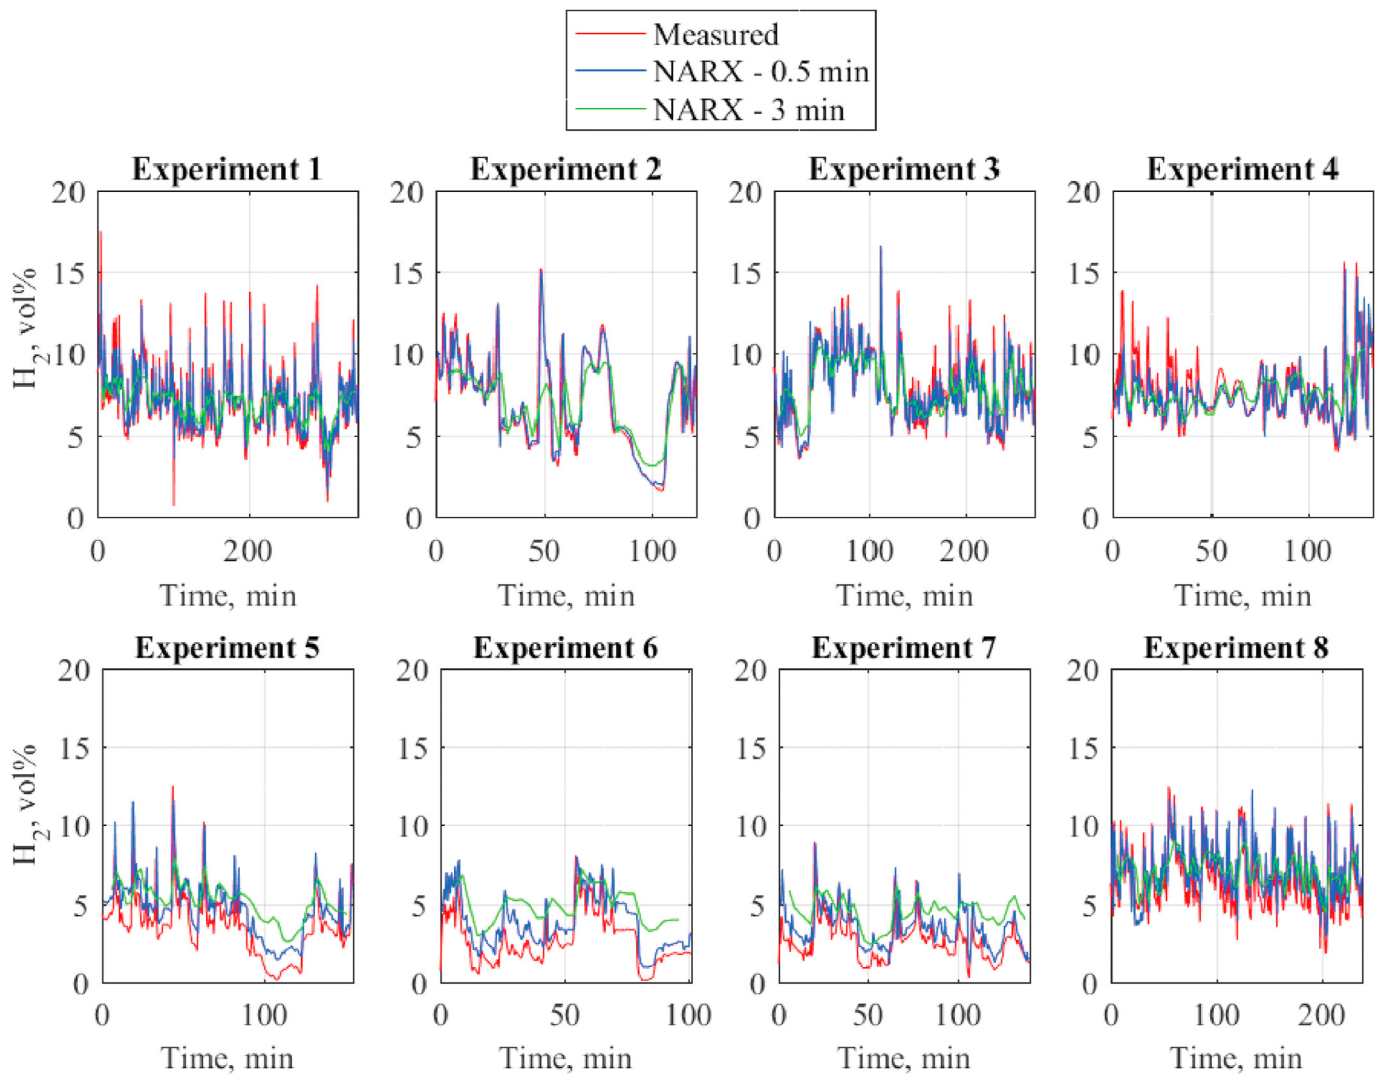 Measured
NARX - 0.5 min
NARX - 3 min
Experiment 1
Experiment 2
Experiment 3
Experiment 4
20
15
10
5
0
H2, vol%
0 200
Time, min
20
15
10
5
0
0 50 100
Time, min
20
15
10
5
0
0 100 200
Time, min
20
15
10
5
0
0 50 100
Time, min
Experiment 5
Experiment 6
Experiment 7
Experiment 8
20
15
10
5
0
H2, vol%
0 100
Time, min
20
15
10
5
0
0 50 100
Time, min
20
15
10
5
0
0 50 100
Time, min
20
15
10
5
0
0 100 200
Time, min